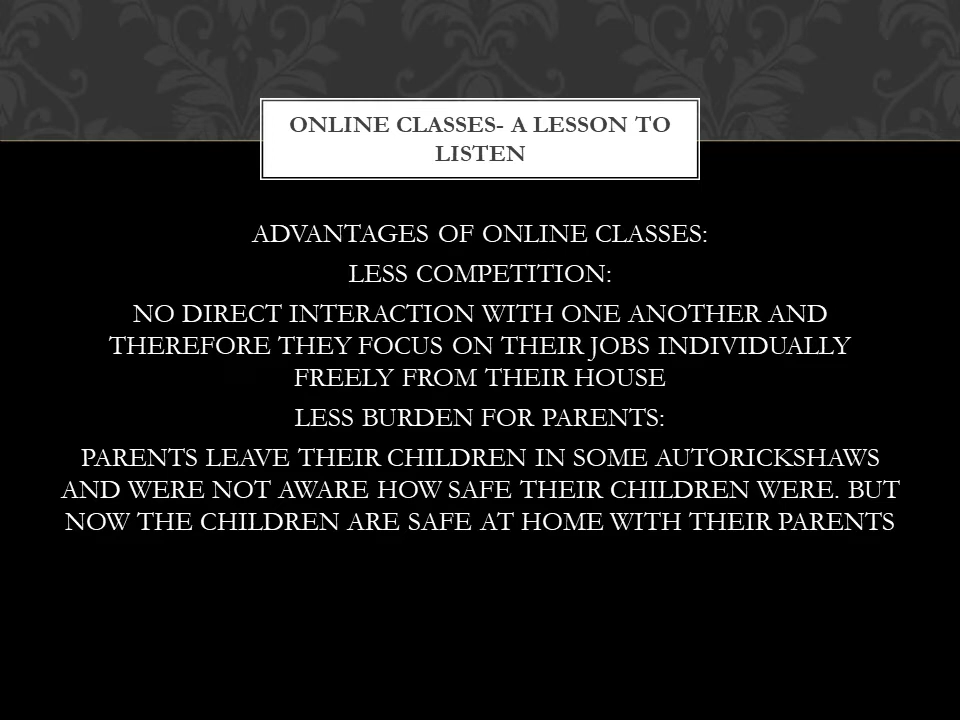 ONLINE CLASSES- A LESSON TO
LISTEN
ADVANTAGES OF ONLINE CLASSES:
LESS COMPETITION:
NO DIRECT INTERACTION WITH ONE ANOTHER AND
THEREFORE THEY FOCUS ON THEIR JOBS INDIVIDUALLY
FREELY FROM THEIR HOUSE
LESS BURDEN FOR PARENTS:
PARENTS LEAVE THEIR CHILDREN IN SOME AUTORICKSHAWS
AND WERE NOT AWARE HOW SAFE THEIR CHILDREN WERE. BUT
NOW THE CHILDREN ARE SAFE AT HOME WITH THEIR PARENTS